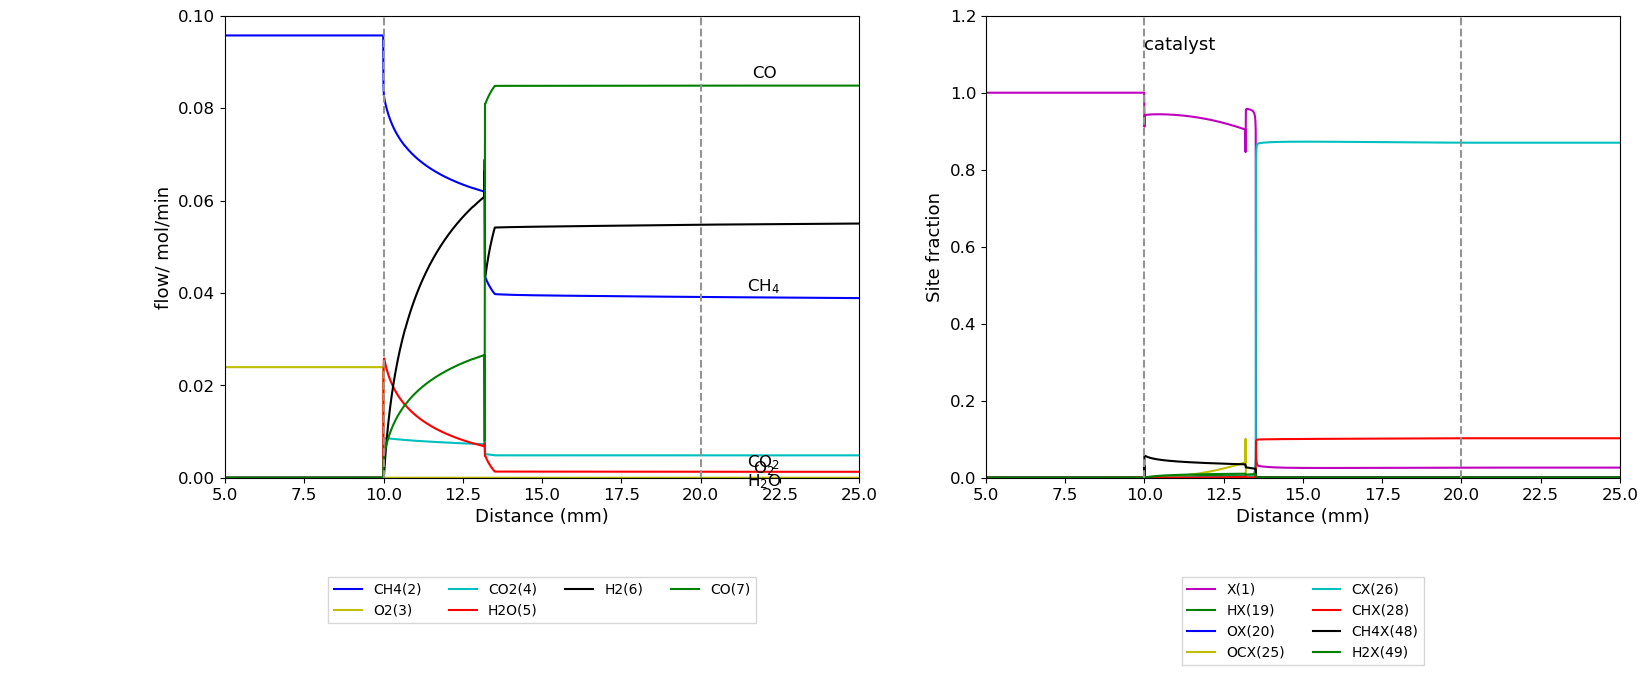 0.10
0.08
0.06
0.04
0.02
0.00
flow/ mol/min
CO
CH₄
CO₂
O₂
H₂O
5.0 7.5 10.0 12.5 15.0 17.5 20.0 22.5 25.0
Distance (mm)
CH4(2) CO2(4) H2(6) CO(7)
O2(3) H2O(5)
1.2
1.0
0.8
0.6
0.4
0.2
0.0
Site fraction
catalyst
5.0 7.5 10.0 12.5 15.0 17.5 20.0 22.5 25.0
Distance (mm)
X(1) CX(26)
HX(19) CHX(28)
OX(20) CH4X(48)
OCX(25) H2X(49)